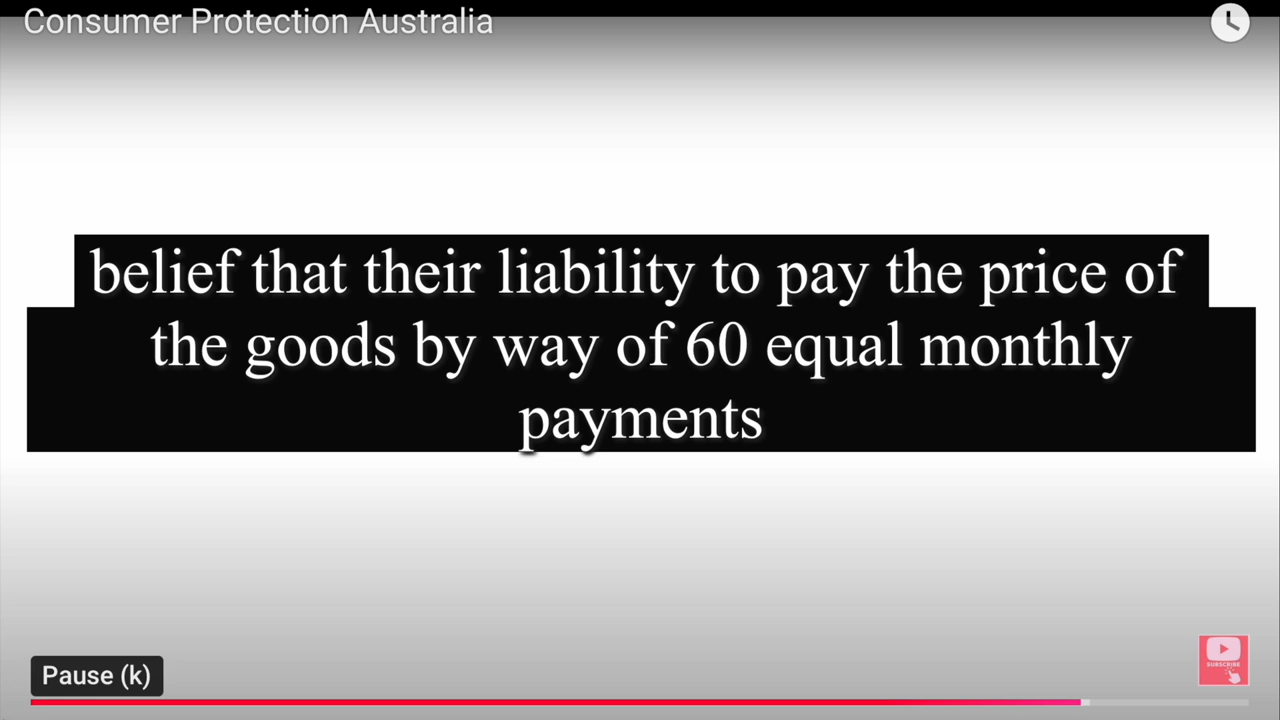 Consumer Protection Australia
belief that their liability to pay the price of
the goods by way of 60 equal monthly
payments
SUBSCRIBE
Pause (k)